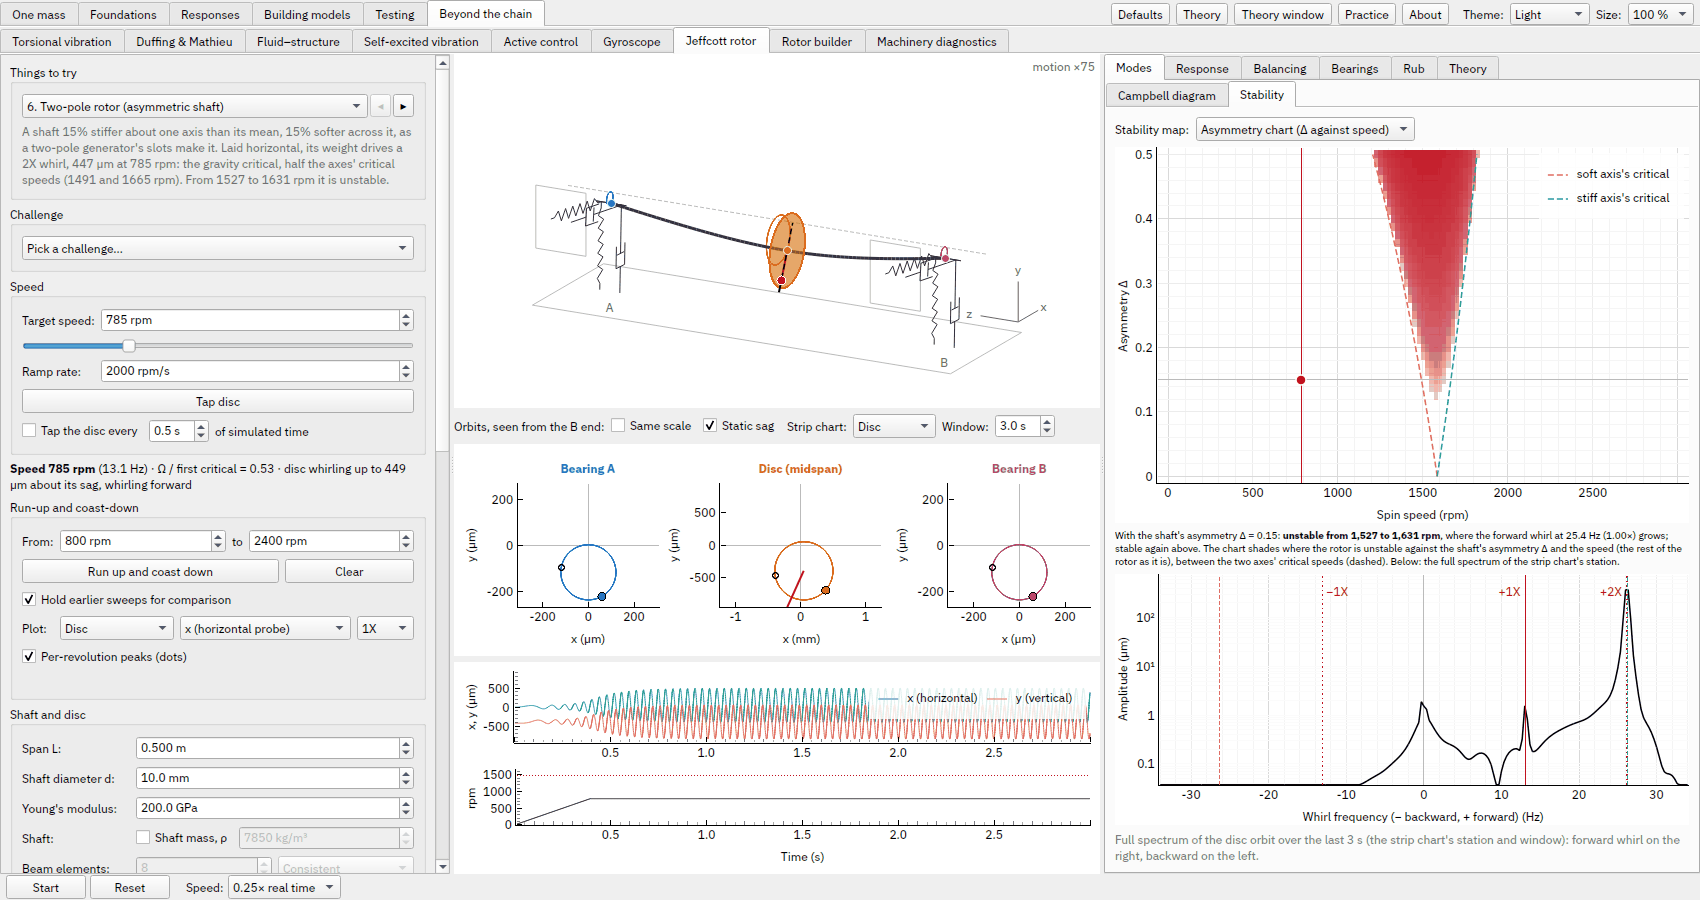 One mass
Foundations
Responses
Building models
Testing
Beyond the chain
Defaults
Theory
Theory window
Practice
About
Theme:
Light
Size:
100 %
Torsional vibration
Duffing & Mathieu
Fluid–structure
Self-excited vibration
Active control
Gyroscope
Jeffcott rotor
Rotor builder
Machinery diagnostics
Things to try
6. Two-pole rotor (asymmetric shaft)
A shaft 15% stiffer about one axis than its mean, 15% softer across it, as
a two-pole generator's slots make it. Laid horizontal, its weight drives a
2X whirl, 447 µm at 785 rpm: the gravity critical, half the axes' critical
speeds (1491 and 1665 rpm). From 1527 to 1631 rpm it is unstable.
Challenge
Pick a challenge...
Speed
Target speed:
785 rpm
Ramp rate:
2000 rpm/s
Tap disc
Tap the disc every
0.5 s
of simulated time
Speed 785 rpm (13.1 Hz) · Ω / first critical = 0.53 · disc whirling up to 449
µm about its sag, whirling forward
Run-up and coast-down
From:
800 rpm
to
2400 rpm
Run up and coast down
Clear
Hold earlier sweeps for comparison
Plot:
Disc
x (horizontal probe)
1X
Per-revolution peaks (dots)
Shaft and disc
Span L:
0.500 m
Shaft diameter d:
10.0 mm
Young's modulus:
200.0 GPa
Shaft:
Shaft mass, ρ
7850 kg/m³
Beam elements:
8
Consistent
Start
Reset
Speed:
0.25× real time
motion ×75
A
B
y
x
z
Orbits, seen from the B end:
Same scale
Static sag
Strip chart:
Disc
Window:
3.0 s
Bearing A
200
0
-200
y (µm)
-200
0
200
x (µm)
Disc (midspan)
500
0
-500
y (µm)
-1
0
1
x (mm)
Bearing B
200
0
-200
y (µm)
-200
0
200
x (µm)
x, y (µm)
500
0
-500
x (horizontal)
y (vertical)
0.5
1.0
1.5
2.0
2.5
rpm
1500
1000
500
0
0.5
1.0
1.5
2.0
2.5
Time (s)
Modes
Response
Balancing
Bearings
Rub
Theory
Campbell diagram
Stability
Stability map:
Asymmetry chart (Δ against speed)
soft axis's critical
stiff axis's critical
Asymmetry Δ
0.5
0.4
0.3
0.2
0.1
0
0
500
1000
1500
2000
2500
Spin speed (rpm)
With the shaft's asymmetry Δ = 0.15: unstable from 1,527 to 1,631 rpm, where the forward whirl at 25.4 Hz (1.00×) grows;
stable again above. The chart shades where the rotor is unstable against the shaft's asymmetry Δ and the speed (the rest of the
rotor as it is), between the two axes' critical speeds (dashed). Below: the full spectrum of the strip chart's station.
−1X
+1X
+2X
Amplitude (µm)
10²
10¹
1
0.1
-30
-20
-10
0
10
20
30
Whirl frequency (− backward, + forward) (Hz)
Full spectrum of the disc orbit over the last 3 s (the strip chart's station and window): forward whirl on the
right, backward on the left.